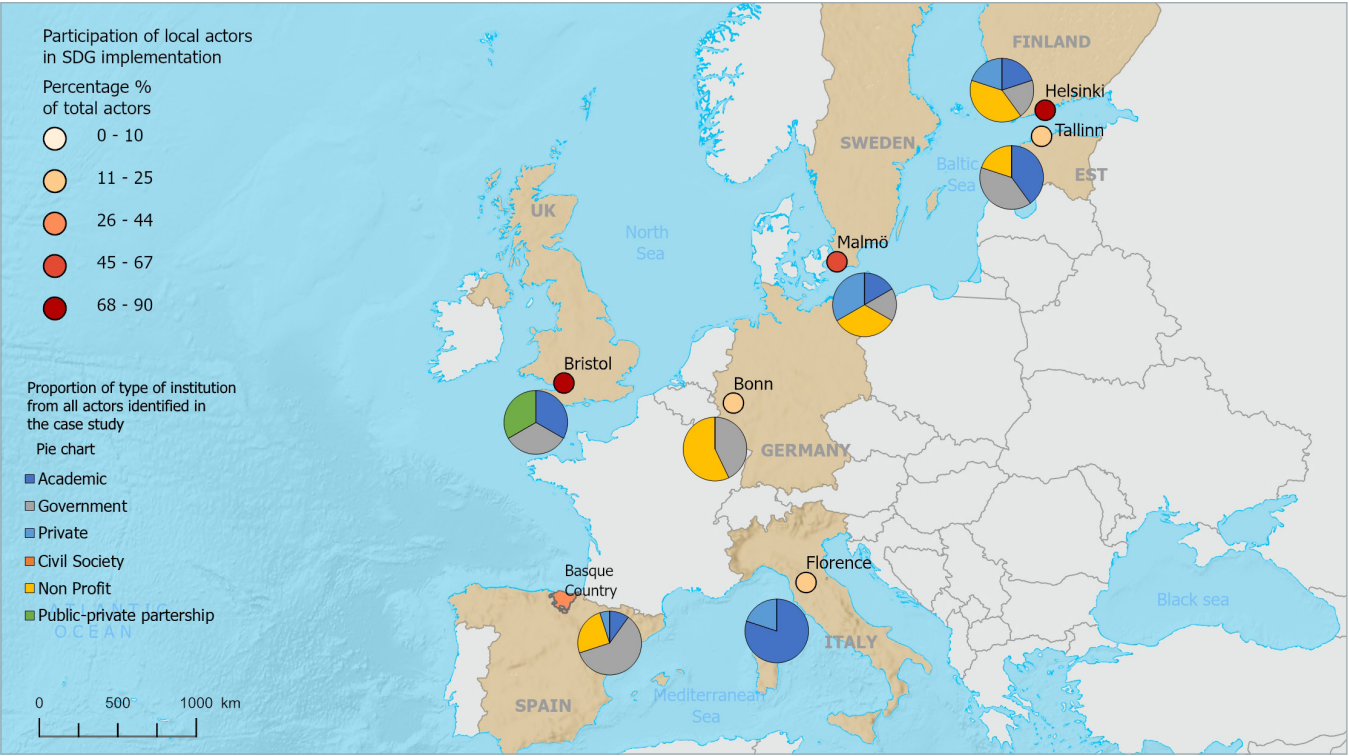 Participation of local actors
in SDG implementation
Percentage %
of total actors
0 - 10
11 - 25
26 - 44
45 - 67
68 - 90
Proportion of type of institution
from all actors identified in
the case study
Pie chart
Academic
Government
Private
Civil Society
Non Profit
Public-private partership
ATLANTIC
OCEAN
0 500 1000 km
FINLAND
Helsinki
Tallinn
SWEDEN
Baltic
Sea
EST
UK
North
Sea
Malmö
Bristol
Bonn
GERMANY
Florence
Basque
Country
Black sea
ITALY
Mediterranean
Sea
SPAIN